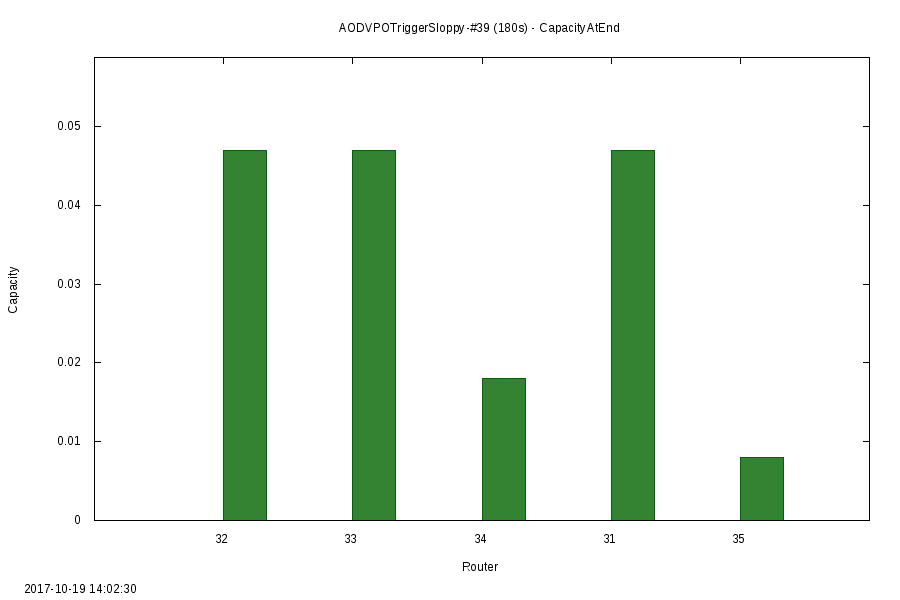 AODVPOTriggerSloppy-#39 (180s) - CapacityAtEnd
0.05
0.04
0.03
0.02
0.01
0
Capacity
32 33 34 31 35
Router
2017-10-19 14:02:30